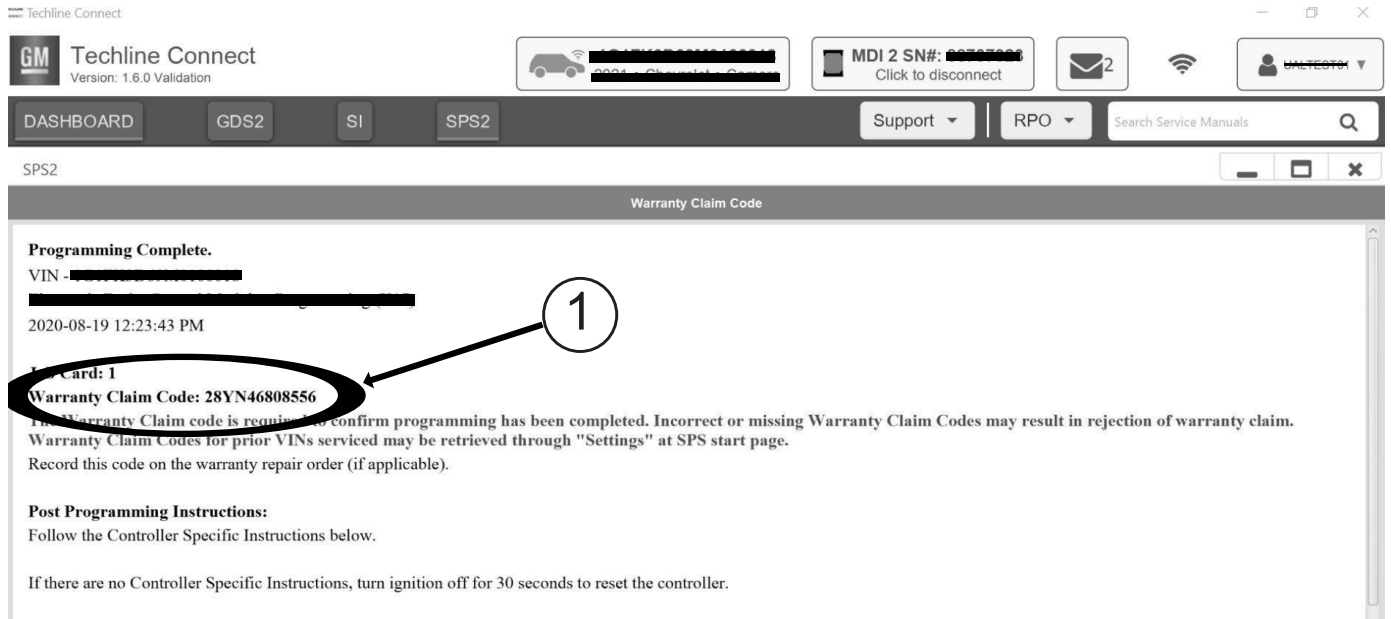 Techline Connect
GM
Techline Connect
Version: 1.6.0 Validation
MDI 2 SN#:
Click to disconnect
2
DASHBOARD GDS2 SI SPS2 Support RPO Search Service Manuals
SPS2
Warranty Claim Code
Programming Complete.
VIN -
2020-08-19 12:23:43 PM
1
Card: 1
Warranty Claim Code: 28YN46808556
The Warranty Claim code is required to confirm programming has been completed. Incorrect or missing Warranty Claim Codes may result in rejection of warranty claim.
Warranty Claim Codes for prior VINs serviced may be retrieved through "Settings" at SPS start page.
Record this code on the warranty repair order (if applicable).
Post Programming Instructions:
Follow the Controller Specific Instructions below.
If there are no Controller Specific Instructions, turn ignition off for 30 seconds to reset the controller.